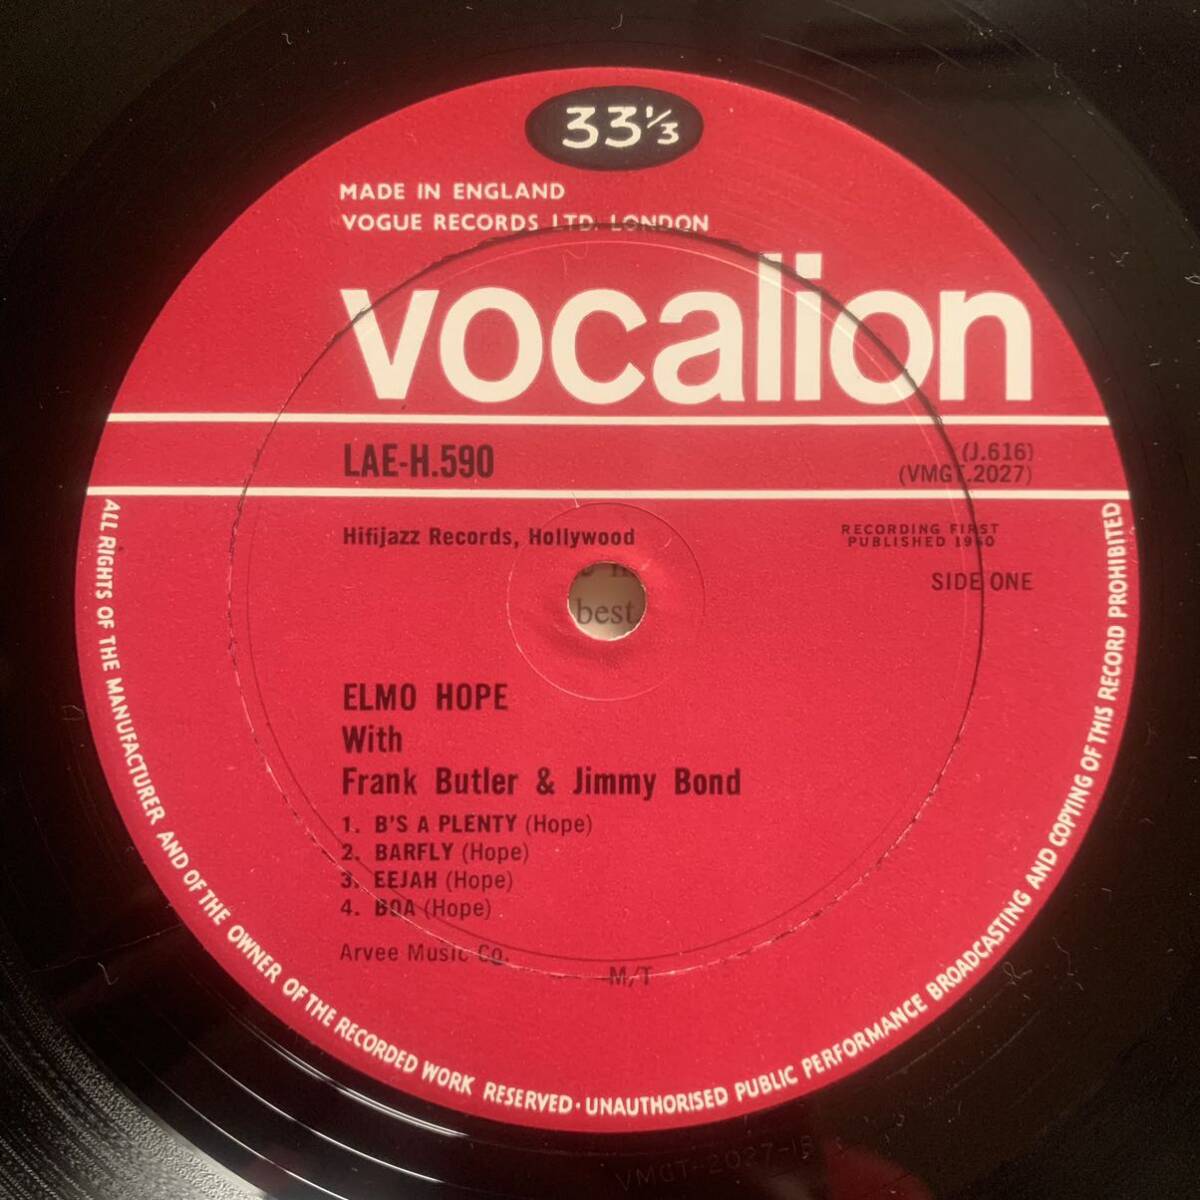 33⅓
MADE IN ENGLAND
VOGUE RECORDS LTD. LONDON
vocalion
LAE-H.590
(J.616)
(VMGT.2027)
Hifijazz Records, Hollywood
RECORDING FIRST
PUBLISHED 1960
SIDE ONE
best.
ELMO HOPE
With
Frank Butler & Jimmy Bond
1. B'S A PLENTY (Hope)
2. BARFLY (Hope)
3. EEJAH (Hope)
4. BOA (Hope)
Arvee Music Co.
M/T
ALL RIGHTS OF THE MANUFACTURER AND OF THE OWNER OF THE RECORDED WORK RESERVED · UNAUTHORISED PUBLIC PERFORMANCE BROADCASTING AND COPYING OF THIS RECORD PROHIBITED